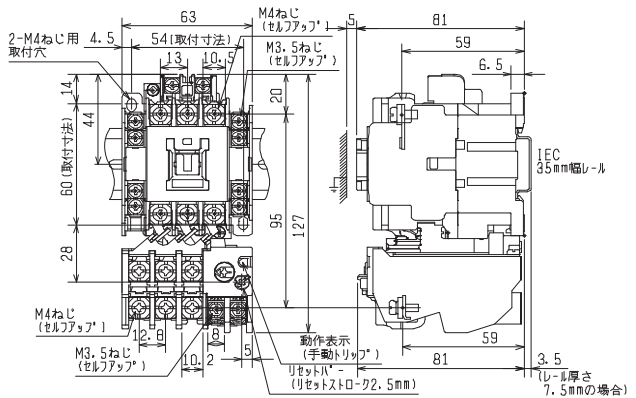 63
M4ねじ
(セルフアップ)
5
81
2-M4ねじ用
取付穴
4.5
54(取付寸法)
M3.5ねじ
(セルフアップ)
59
13
10.5
6.5
14
44
60(取付寸法)
20
IEC
35mm幅レール
95
127
28
M4ねじ
(セルフアップ)
12.8
M3.5ねじ
(セルフアップ)
8
10.2
5
動作表示
(手動トリップ)
リセットバー
(リセットストローク2.5mm)
59
81
3.5
(レール厚さ
7.5mmの場合)